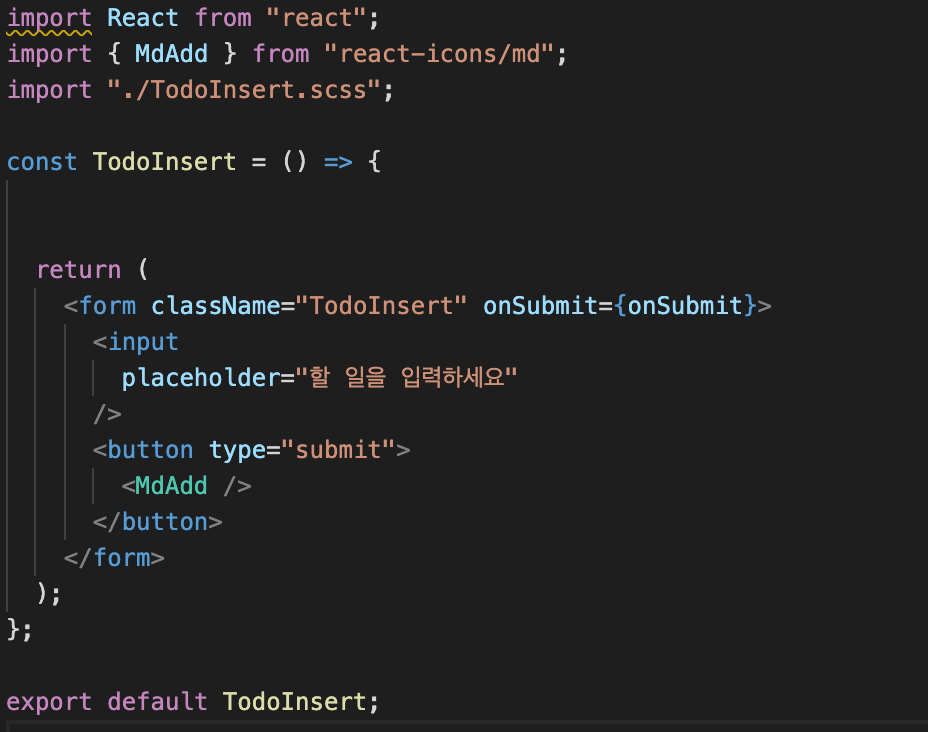 import React from "react";
import { MdAdd } from "react-icons/md";
import "./TodoInsert.scss";
const TodoInsert = () => {
return (
<form className="TodoInsert" onSubmit={onSubmit}>
<input
placeholder="할 일을 입력하세요"
/>
<button type="submit">
<MdAdd />
</button>
</form>
);
};
export default TodoInsert;